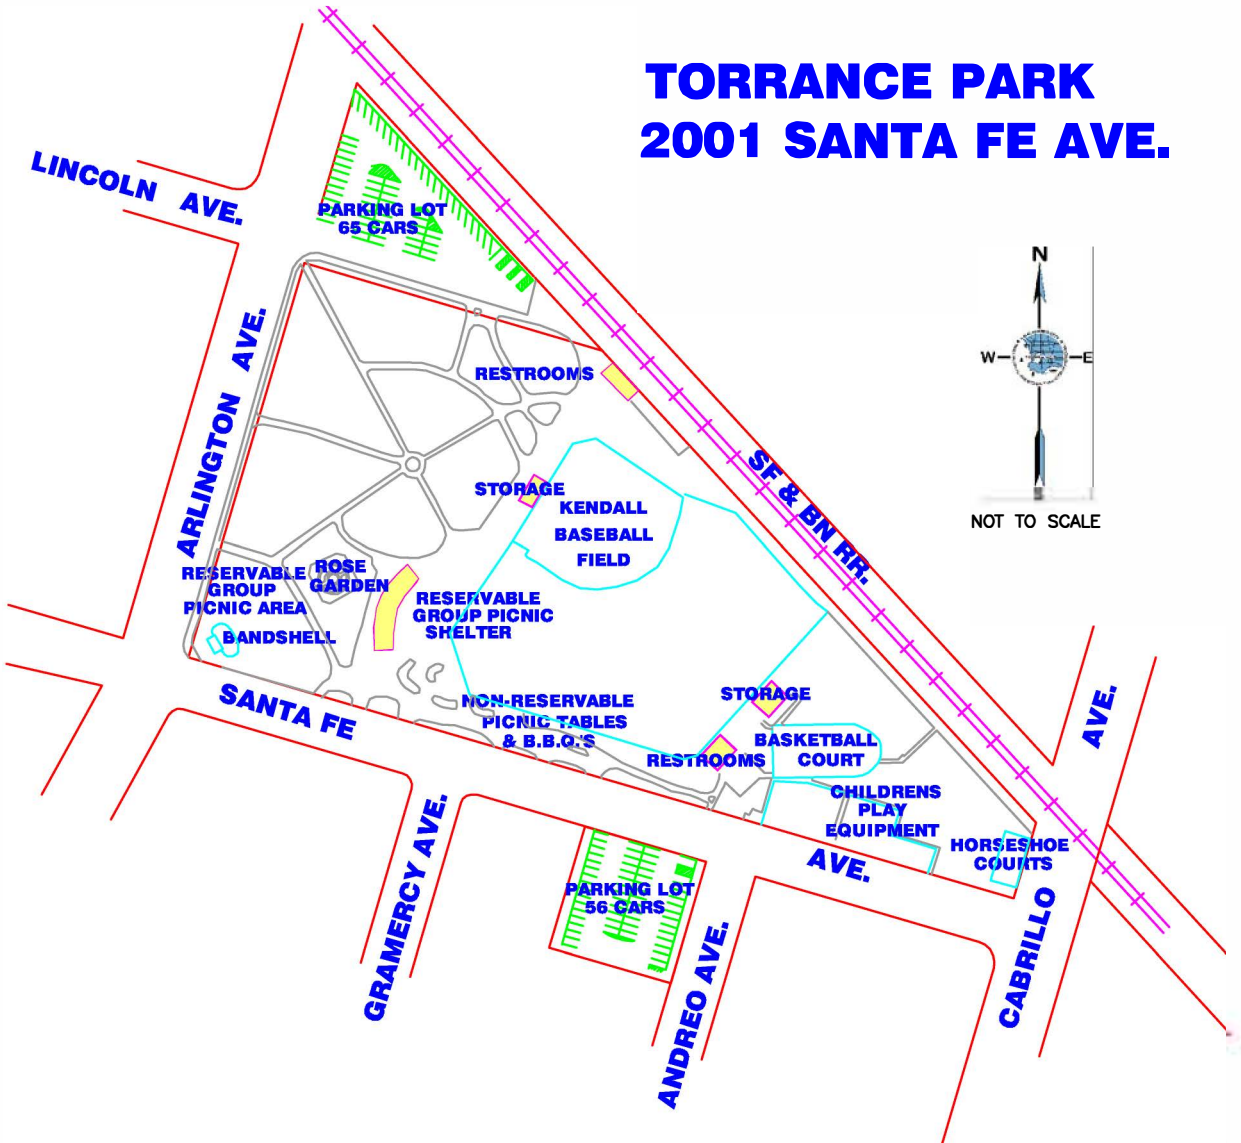 TORRANCE PARK
2001 SANTA FE AVE.
LINCOLN AVE.
PARKING LOT
65 CARS
N
W
E
NOT TO SCALE
ARLINGTON AVE.
RESTROOMS
SF & BN RR.
STORAGE
KENDALL
BASEBALL
FIELD
ROSE
GARDEN
RESERVABLE
GROUP
PICNIC AREA
RESERVABLE
GROUP PICNIC
SHELTER
BANDSHELL
SANTA FE
NON-RESERVABLE
PICNIC TABLES
& B.B.Q.'S
STORAGE
RESTROOMS
BASKETBALL
COURT
AVE.
CHILDRENS
PLAY
EQUIPMENT
HORSESHOE
COURTS
AVE.
GRAMERCY AVE.
PARKING LOT
56 CARS
ANDREO AVE.
CABRILLO